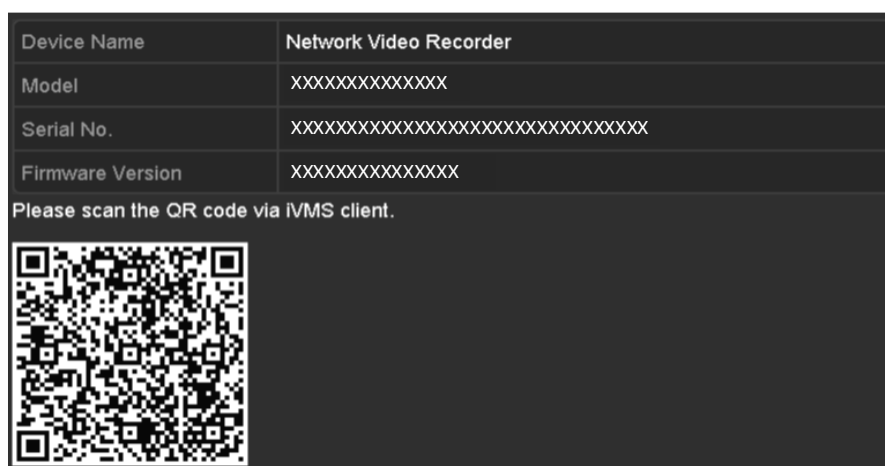 Device Name Network Video Recorder
Model XXXXXXXXXXXXXX
Serial No. XXXXXXXXXXXXXXXXXXXXXXXXXXXXXXXX
Firmware Version XXXXXXXXXXXXXXX
Please scan the QR code via iVMS client.